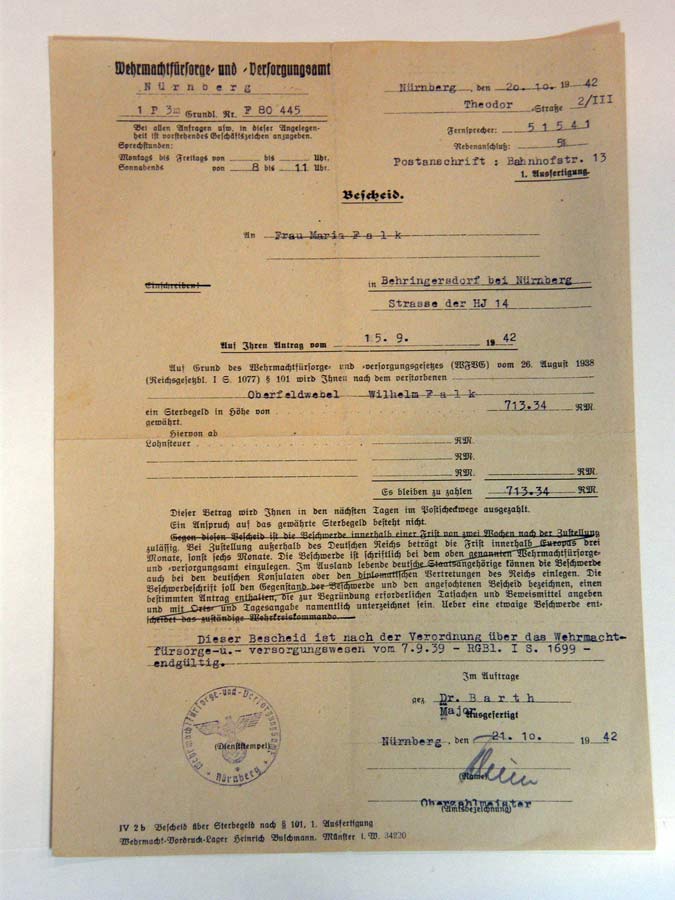 Wehrmachtfürsorge- und -Versorgungsamt
Nürnberg
Nürnberg, den 20.10. 1942
1 P 3m Grundl. Nr. F 80 445
Theodor -Straße 2/III
Bei allen Anfragen usw. in dieser Angelegen-
heit ist vorstehendes Geschäftszeichen anzugeben.
Fernsprecher: 51541
Sprechstunden:
Nebenanschluß:
Montags bis Freitags von bis Uhr.
Sonnabends von 8 bis 11 Uhr.
Postanschrift : Bahnhofstr. 13
1. Ausfertigung.
Bescheid.
An Frau Maria Falk
Einschreiben!
in Behringersdorf bei Nürnberg
Strasse der HJ 14
Auf Ihren Antrag vom 15. 9. 1942
Auf Grund des Wehrmachtfürsorge- und -versorgungsgesetzes (WFVG) vom 26. August 1938
(Reichsgesetzbl. I S. 1077) § 101 wird Ihnen nach dem verstorbenen
Oberfeldwebel Wilhelm Falk
ein Sterbegeld in Höhe von 713.34 RM.
gewährt.
Hiervon ab
Lohnsteuer RM.
RM.
RM. RM.
Es bleiben zu zahlen 713.34 RM.
Dieser Betrag wird Ihnen in den nächsten Tagen im Postscheckwege ausgezahlt.
Ein Anspruch auf das gewährte Sterbegeld besteht nicht.
Gegen diesen Bescheid ist die Beschwerde innerhalb einer Frist von zwei Wochen nach der Zustellung
zulässig. Bei Zustellung außerhalb des Deutschen Reichs beträgt die Frist innerhalb Europas drei
Monate, sonst sechs Monate. Die Beschwerde ist schriftlich bei dem oben genannten Wehrmachtfürsorge-
und -versorgungsamt einzulegen. Im Ausland lebende deutsche Staatsangehörige können die Beschwerde
auch bei den deutschen Konsulaten oder den diplomatischen Vertretungen des Reichs einlegen. Die
Beschwerdeschrift soll den Gegenstand der Beschwerde und den angefochtenen Bescheid bezeichnen, einen
bestimmten Antrag enthalten, die zur Begründung erforderlichen Tatsachen und Beweismittel angeben
und mit Orts- und Tagesangabe namentlich unterzeichnet sein. Ueber eine etwaige Beschwerde ent-
scheidet das zuständige Wehrkreiskommando.
Dieser Bescheid ist nach der Verordnung über das Wehrmacht-
fürsorge-u.- versorgungswesen vom 7.9.39 - RGBl. I S. 1699 -
endgültig.
Im Auftrage
gez. Dr. Barth
Major
Ausgefertigt
Wehrmachtfürsorge-und-Versorgungsamt
Nürnberg
(Dienststempel)
Nürnberg, den 21. 10. 1942
(Name)
Oberzahlmeister
(Amtsbezeichnung)
IV 2 b Bescheid über Sterbegeld nach § 101, 1. Ausfertigung
Wehrmacht-Vordruck-Lager Heinrich Buschmann. Münster i. W. 34230